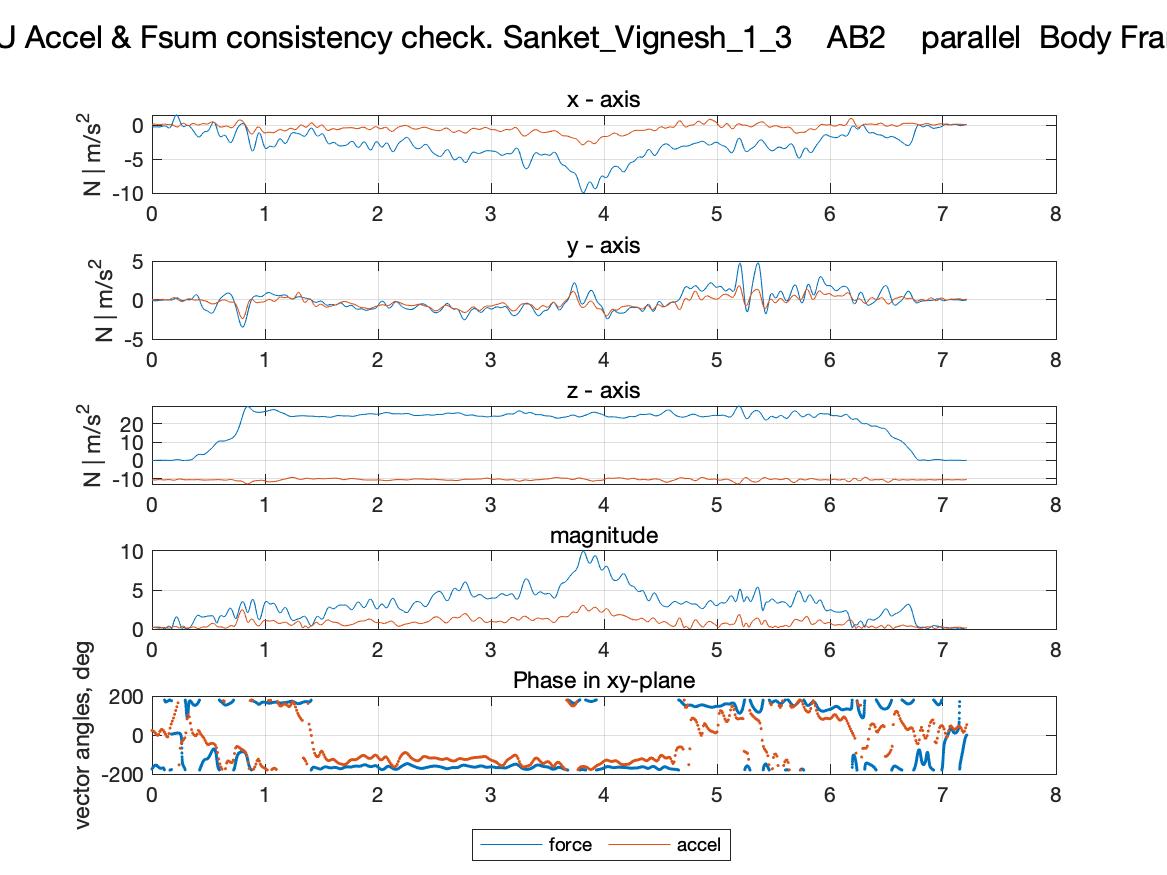 U Accel & Fsum consistency check. Sanket_Vignesh_1_3 AB2 parallel Body Fra
x - axis
N | m/s²
0
-5
-10
0 1 2 3 4 5 6 7 8
y - axis
N | m/s²
5
0
-5
0 1 2 3 4 5 6 7 8
z - axis
N | m/s²
20
10
0
-10
0 1 2 3 4 5 6 7 8
magnitude
10
5
0
0 1 2 3 4 5 6 7 8
Phase in xy-plane
vector angles, deg
200
0
-200
0 1 2 3 4 5 6 7 8
force accel